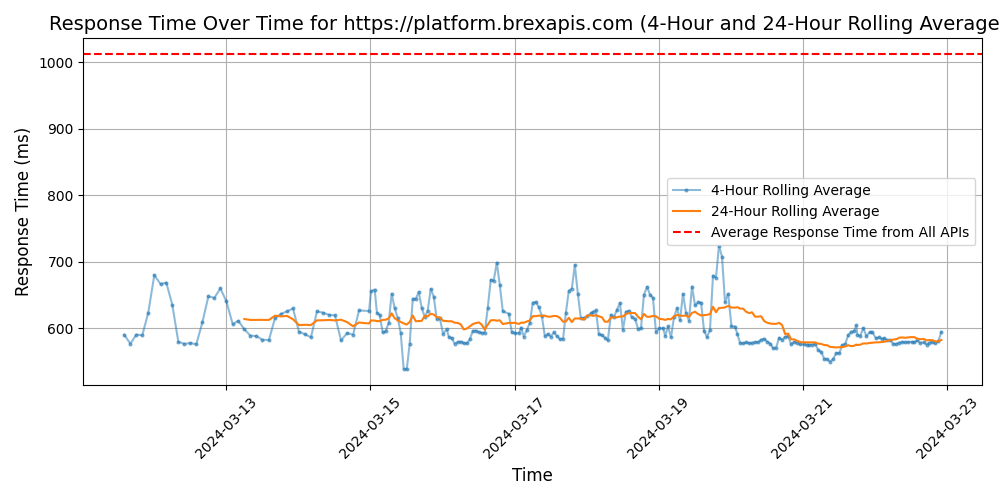 Response Time Over Time for https://platform.brexapis.com (4-Hour and 24-Hour Rolling Average
1000
900
800
700
600
Response Time (ms)
4-Hour Rolling Average
24-Hour Rolling Average
Average Response Time from All APIs
2024-03-13
2024-03-15
2024-03-17
2024-03-19
2024-03-21
2024-03-23
Time